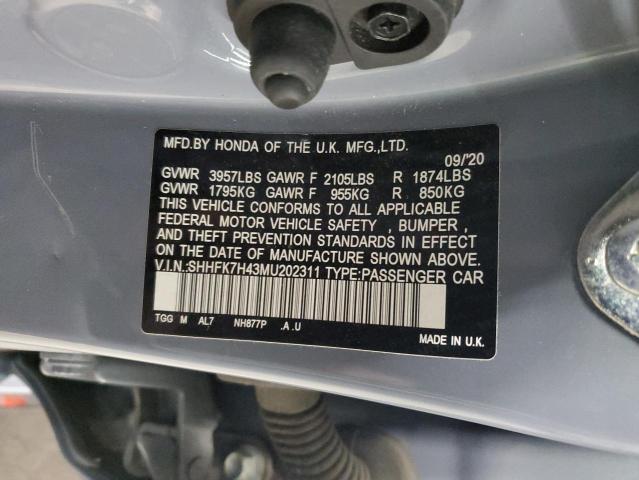 MFD.BY HONDA OF THE U.K. MFG.,LTD.
09/'20
GVWR 3957LBS GAWR F 2105LBS R 1874LBS
GVWR 1795KG GAWR F 955KG R 850KG
THIS VEHICLE CONFORMS TO ALL APPLICABLE
FEDERAL MOTOR VEHICLE SAFETY , BUMPER ,
AND THEFT PREVENTION STANDARDS IN EFFECT
ON THE DATE OF MANUFACTURE SHOWN ABOVE.
V.I.N:SHHFK7H43MU202311 TYPE:PASSENGER CAR
TGG M AL7 NH877P .A.U
MADE IN U.K.